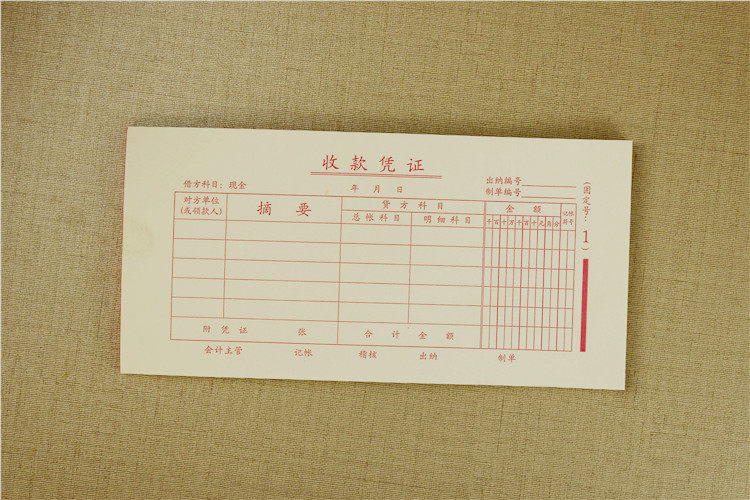 收款凭证
借方科目：现金 年 月 日 出纳编号
制单编号
(固定号：1)
对方单位
(或领款人)
摘 要
贷方科目
总帐科目 明细科目
金 额
千百十万千百十元角分
记帐
符号
附 凭 证 张 合 计 金 额
会计主管 记帐 稽核 出纳 制单